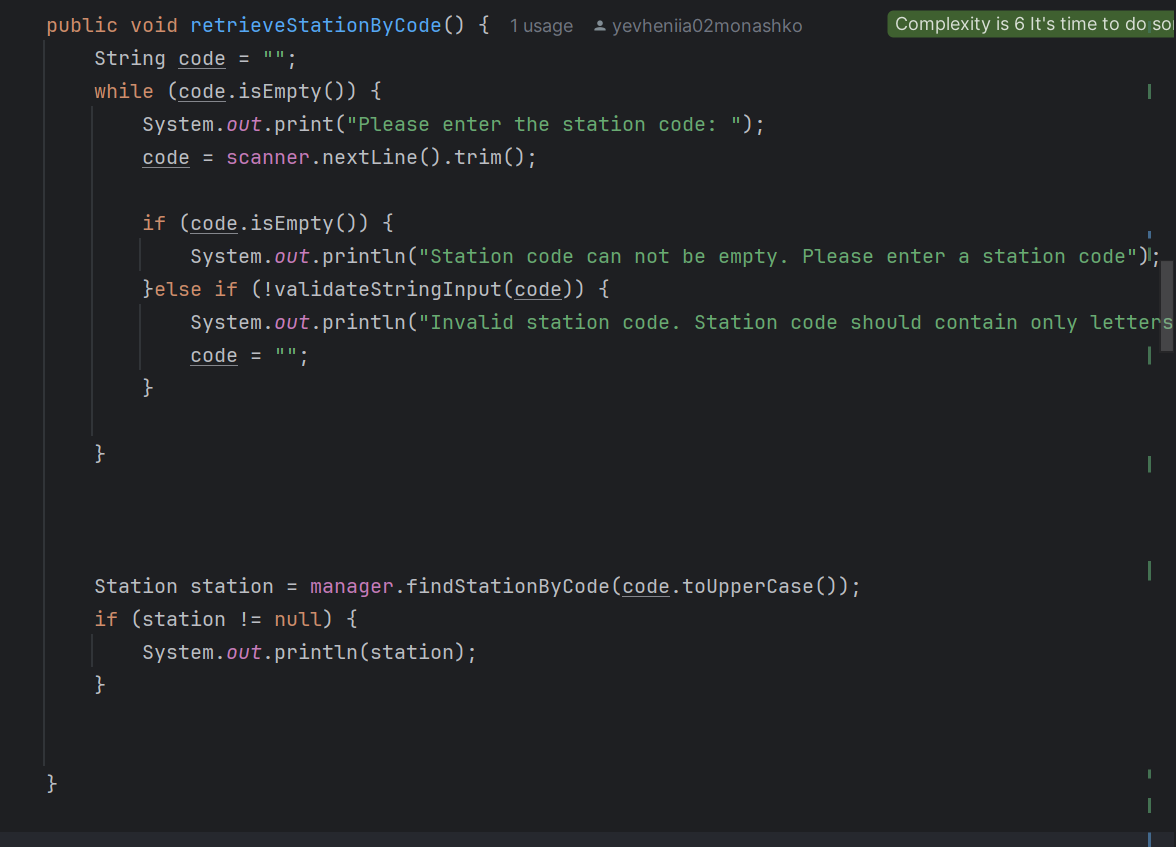 public void retrieveStationByCode() { 1 usage yevheniia02monashko Complexity is 6 It's time to do
String code = "";
while (code.isEmpty()) {
System.out.print("Please enter the station code: ");
code = scanner.nextLine().trim();
if (code.isEmpty()) {
System.out.println("Station code can not be empty. Please enter a station code");
}else if (!validateStringInput(code)) {
System.out.println("Invalid station code. Station code should contain only letters
code = "";
}
}
Station station = manager.findStationByCode(code.toUpperCase());
if (station != null) {
System.out.println(station);
}
}